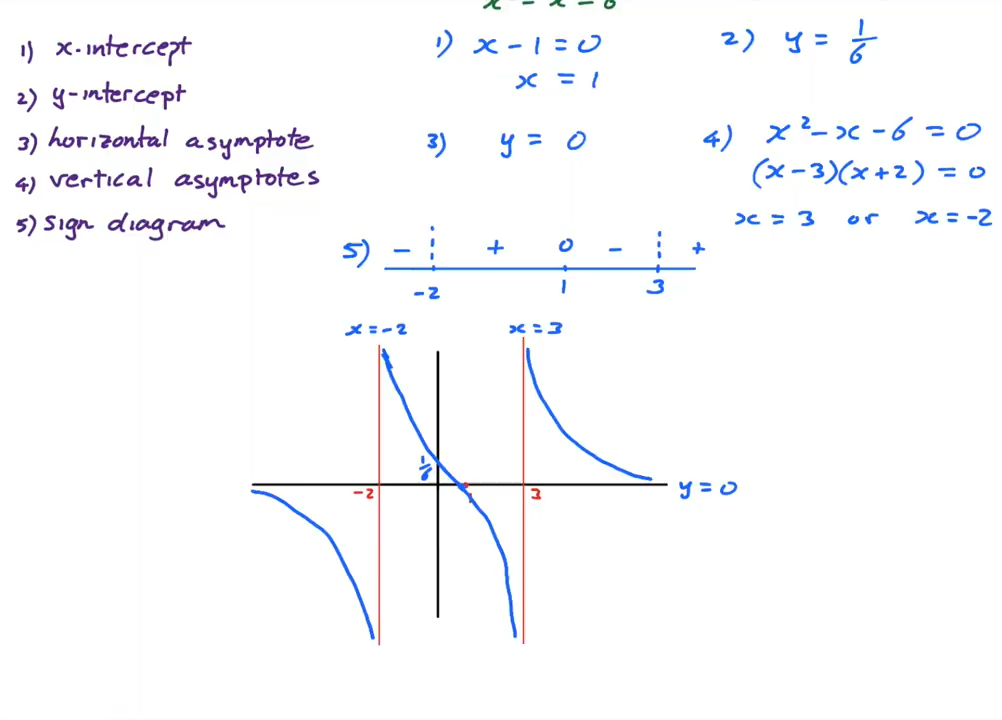 x² - x - 6
1) x-intercept
2) y-intercept
3) horizontal asymptote
4) vertical asymptotes
5) sign diagram
1) x - 1 = 0
x = 1
2) y = 1/6
3) y = 0
4) x² - x - 6 = 0
(x - 3)(x + 2) = 0
x = 3 or x = -2
5) - + 0 - +
-2 1 3
x = -2 x = 3
1/6
-2 1 3 y = 0